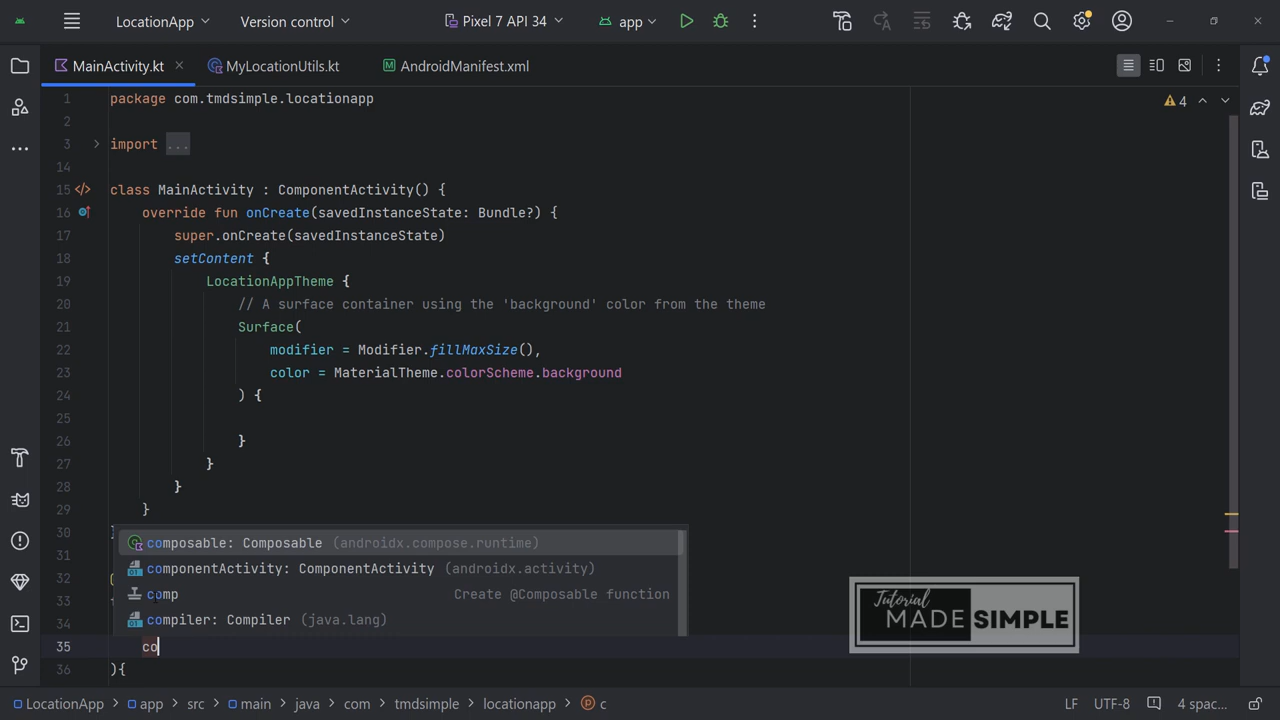 LocationApp Version control Pixel 7 API 34 app
MainActivity.kt MyLocationUtils.kt AndroidManifest.xml
1 package com.tmdsimple.locationapp 4
2
3 import ...
14
15 class MainActivity : ComponentActivity() {
16 override fun onCreate(savedInstanceState: Bundle?) {
17 super.onCreate(savedInstanceState)
18 setContent {
19 LocationAppTheme {
20 // A surface container using the 'background' color from the theme
21 Surface(
22 modifier = Modifier.fillMaxSize(),
23 color = MaterialTheme.colorScheme.background
24 ) {
25
26 }
27 }
28 }
29 }
30
31
32
33
34
composable: Composable (androidx.compose.runtime)
componentActivity: ComponentActivity (androidx.activity)
comp Create @Composable function
compiler: Compiler (java.lang)
Tutorial
MADE SIMPLE
35 co
36 ){
LocationApp app src main java com tmdsimple locationapp c LF UTF-8 4 spac...